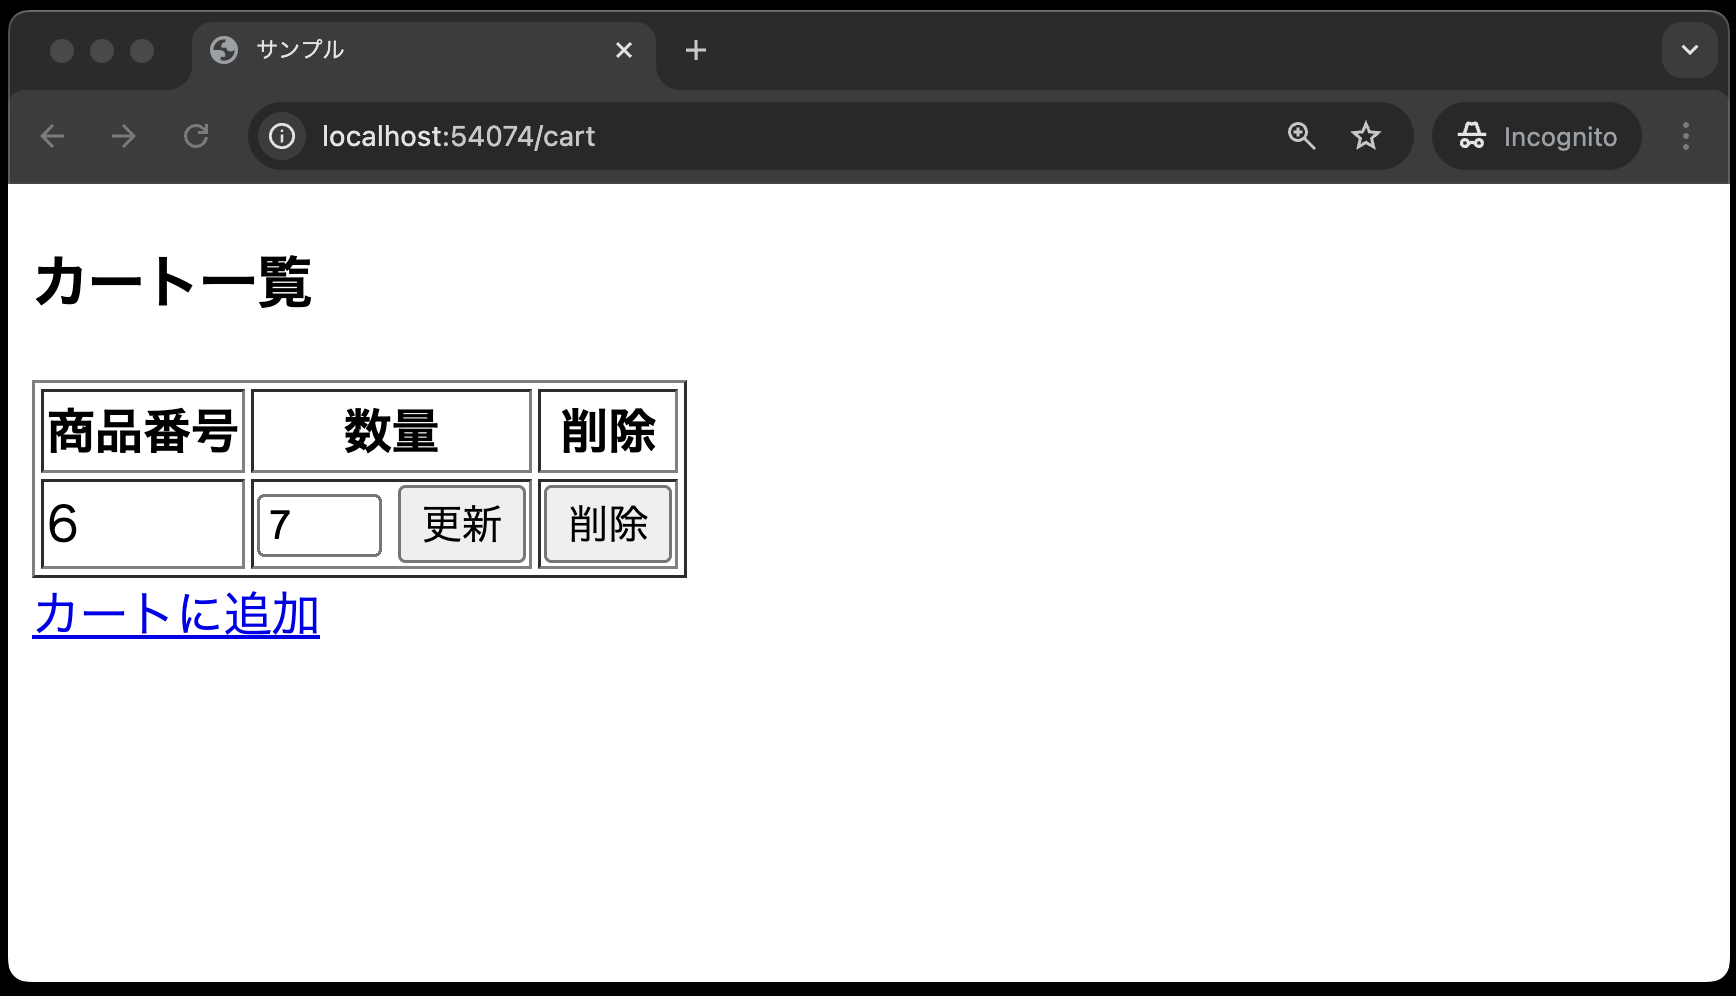 サンプル
localhost:54074/cart
Incognito
カート一覧
商品番号 数量 削除
6 7 更新 削除
カートに追加